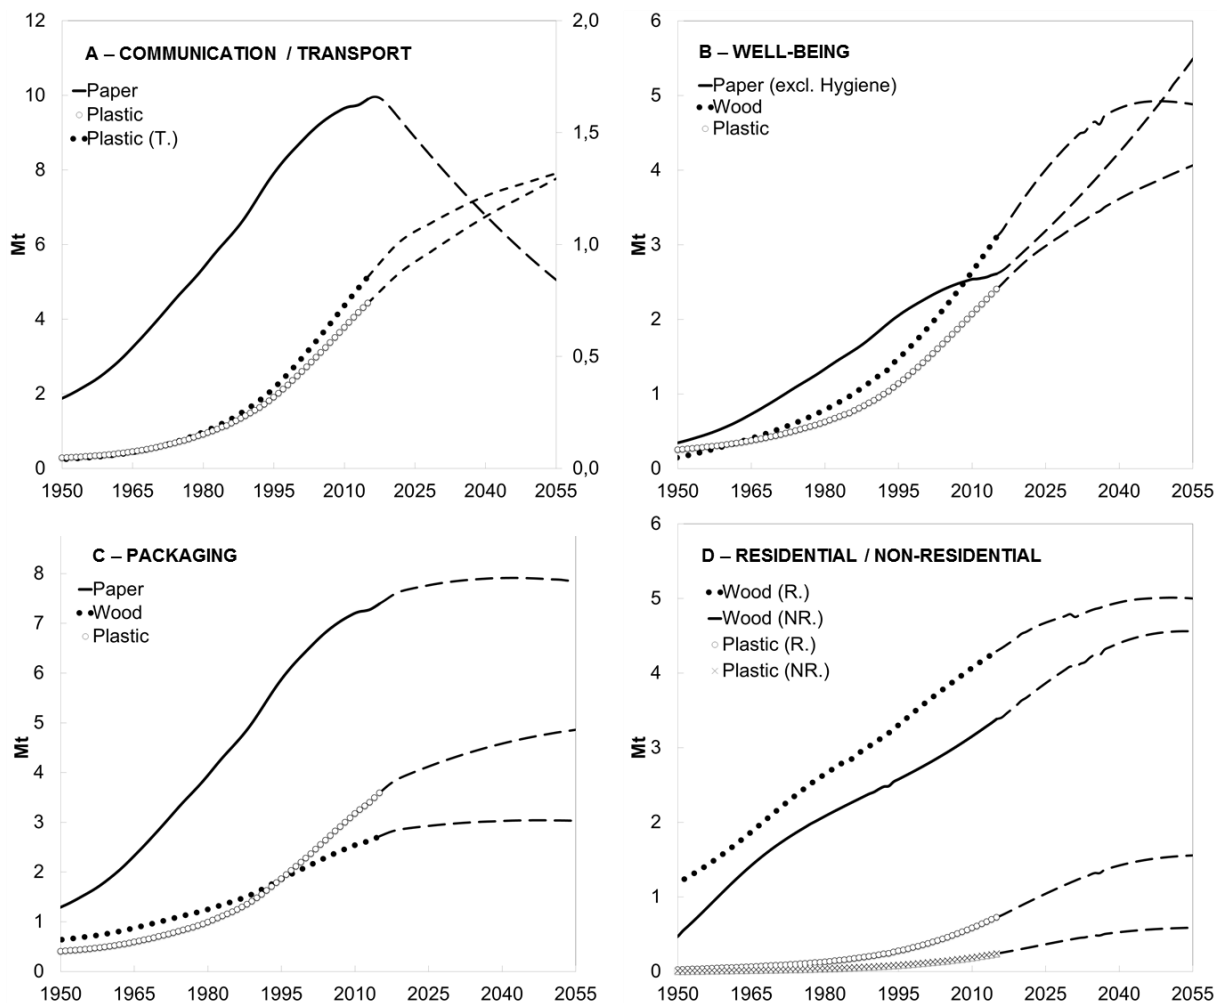 A – COMMUNICATION / TRANSPORT
Paper
Plastic
Plastic (T.)
Mt
12
10
8
6
4
2
0
2,0
1,5
1,0
0,5
0,0
1950 1965 1980 1995 2010 2025 2040 2055
B – WELL-BEING
Paper (excl. Hygiene)
Wood
Plastic
Mt
6
5
4
3
2
1
0
1950 1965 1980 1995 2010 2025 2040 2055
C – PACKAGING
Paper
Wood
Plastic
Mt
8
7
6
5
4
3
2
1
0
1950 1965 1980 1995 2010 2025 2040 2055
D – RESIDENTIAL / NON-RESIDENTIAL
Wood (R.)
Wood (NR.)
Plastic (R.)
Plastic (NR.)
Mt
6
5
4
3
2
1
0
1950 1965 1980 1995 2010 2025 2040 2055